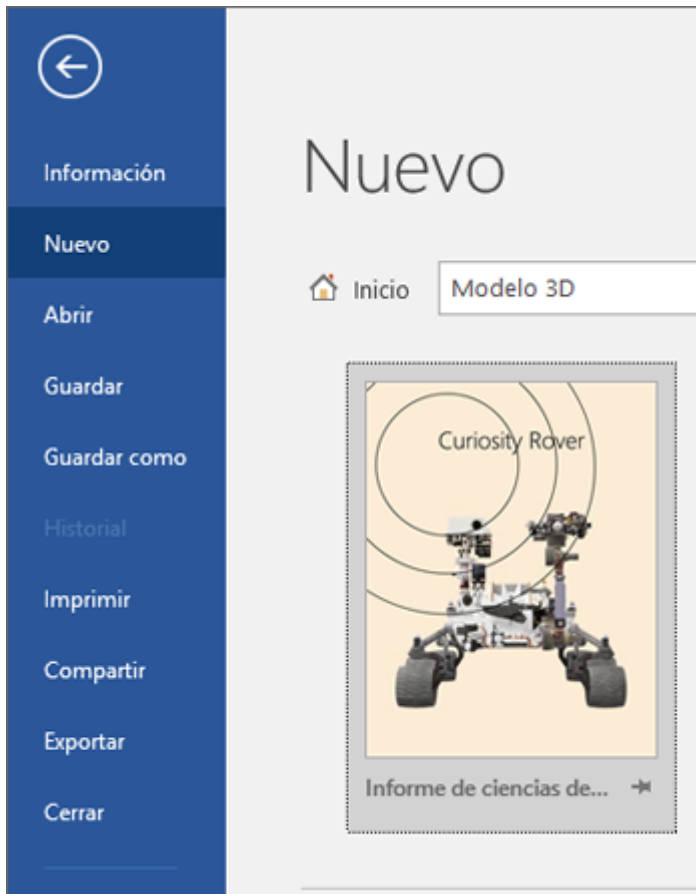 Información
Nuevo
Abrir
Guardar
Guardar como
Historial
Imprimir
Compartir
Exportar
Cerrar
Nuevo
Inicio
Modelo 3D
Curiosity Rover
Informe de ciencias de...